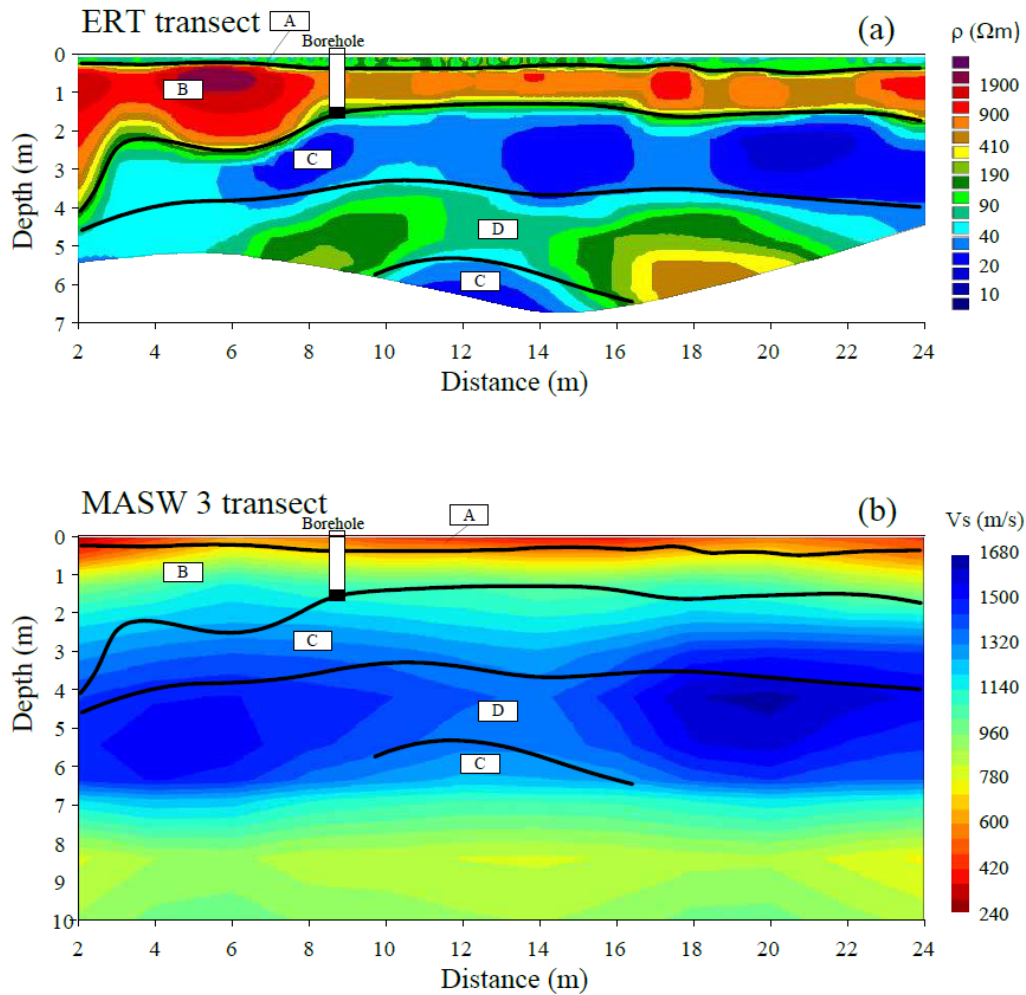 ERT transect
A
(a)
ρ (Ωm)
Borehole
0
1
2
3
4
5
6
7
Depth (m)
B
C
D
C
1900
900
410
190
90
40
20
10
2 4 6 8 10 12 14 16 18 20 22 24
Distance (m)
MASW 3 transect
A
(b)
Vs (m/s)
Borehole
0
1
2
3
4
5
6
7
8
9
10
Depth (m)
B
C
D
C
1680
1500
1320
1140
960
780
600
420
240
2 4 6 8 10 12 14 16 18 20 22 24
Distance (m)